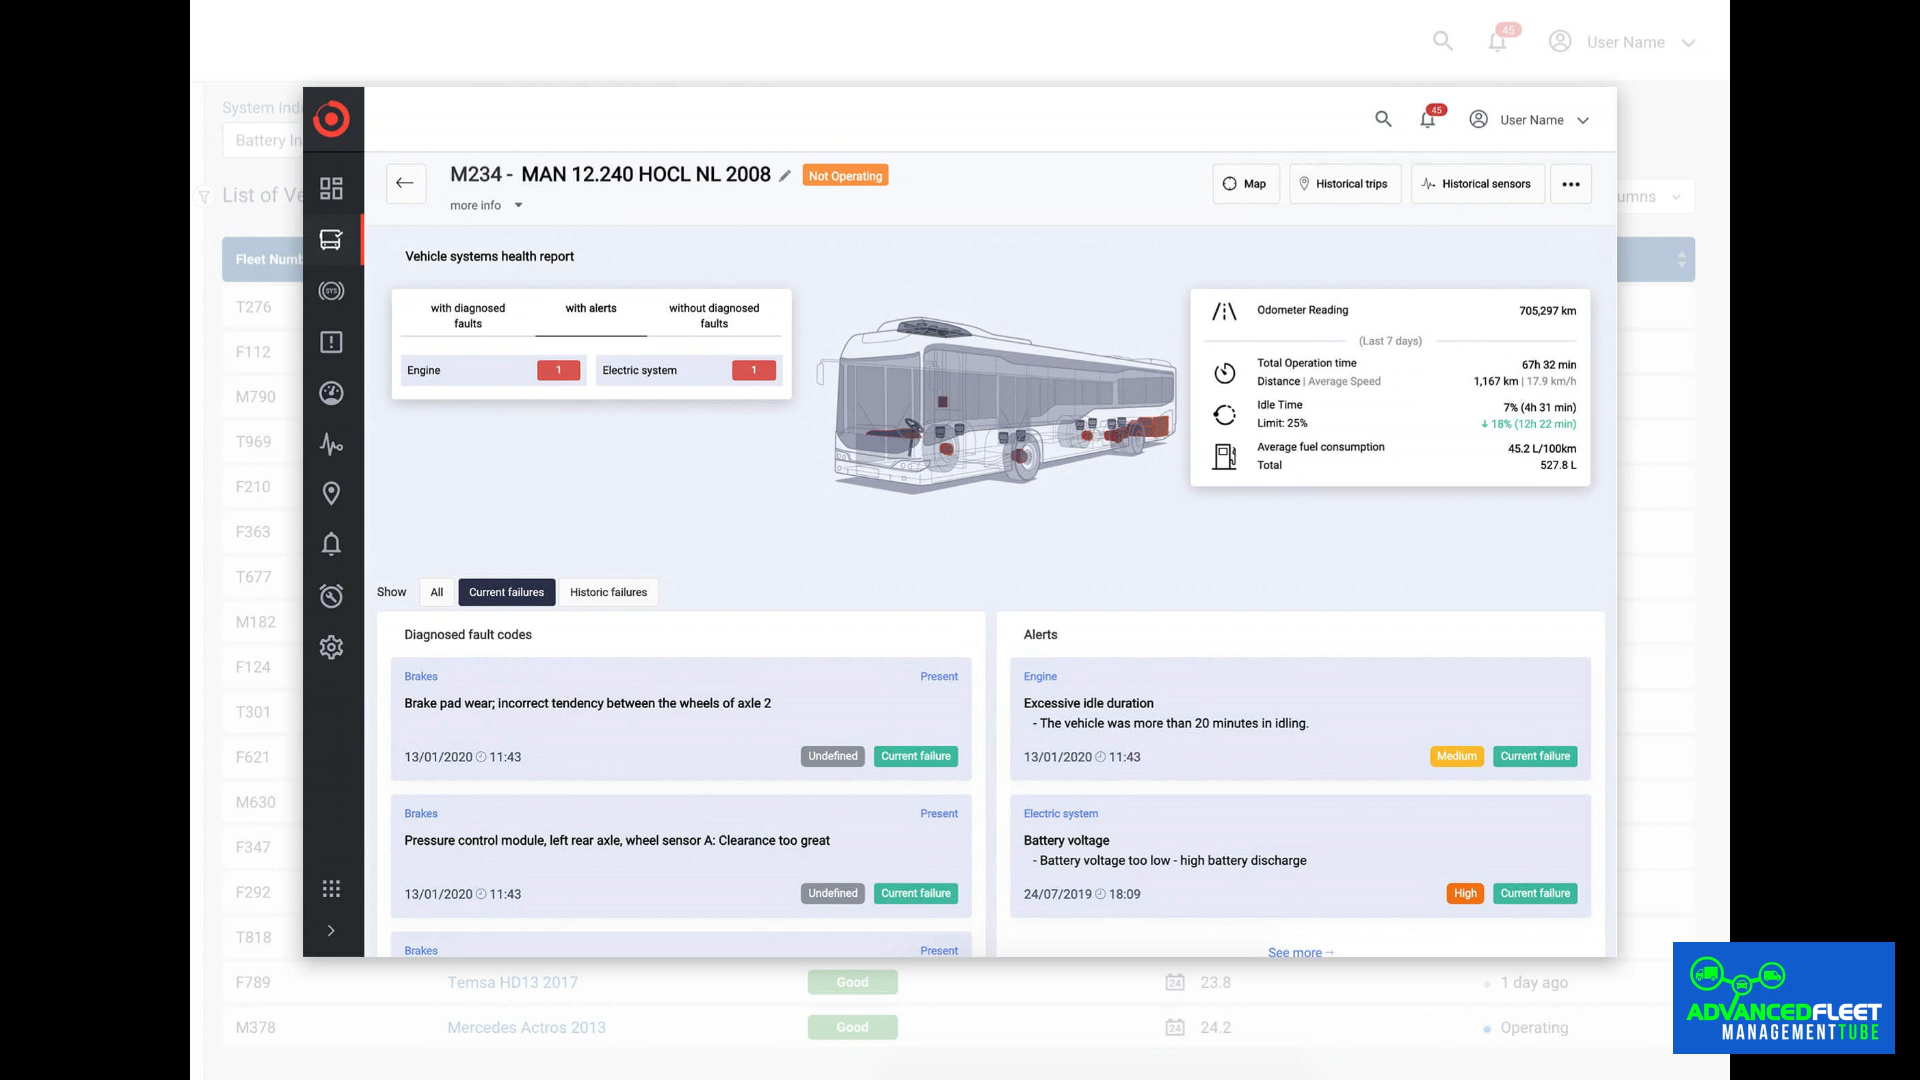 45
User Name
System Ind
Battery In
List of Ve
umns
Fleet Numb
T276
F112
M790
T969
F210
F363
T677
M182
F124
T301
F621
M630
F347
F292
T818
F789 Temsa HD13 2017 Good 24 23.8 1 day ago
M378 Mercedes Actros 2013 Good 24 24.2 Operating
45
User Name
SYS
M234 - MAN 12.240 HOCL NL 2008 Not Operating
more info
Map
Historical trips
Historical sensors
Vehicle systems health report
with diagnosed
faults
with alerts
without diagnosed
faults
Engine 1
Electric system 1
Odometer Reading 705,297 km
(Last 7 days)
Total Operation time 67h 32 min
Distance | Average Speed 1,167 km | 17.9 km/h
Idle Time 7% (4h 31 min)
Limit: 25% ↓ 18% (12h 22 min)
Average fuel consumption 45.2 L/100km
Total 527.8 L
Show All Current failures Historic failures
Diagnosed fault codes
Brakes Present
Brake pad wear; incorrect tendency between the wheels of axle 2
13/01/2020 11:43 Undefined Current failure
Brakes Present
Pressure control module, left rear axle, wheel sensor A: Clearance too great
13/01/2020 11:43 Undefined Current failure
Brakes Present
Alerts
Engine
Excessive idle duration
- The vehicle was more than 20 minutes in idling.
13/01/2020 11:43 Medium Current failure
Electric system
Battery voltage
- Battery voltage too low - high battery discharge
24/07/2019 18:09 High Current failure
See more→
ADVANCEDFLEET
MANAGEMENTTUBE